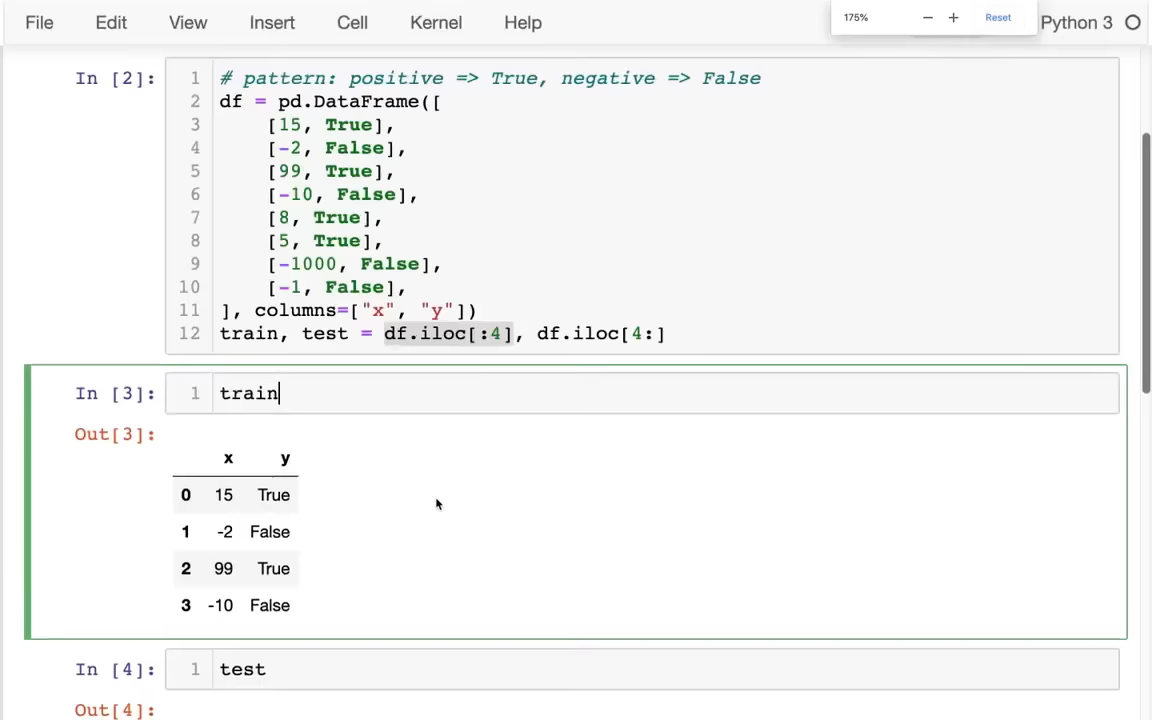 File Edit View Insert Cell Kernel Help 175% − + Reset Python 3
In [2]: 1 # pattern: positive => True, negative => False
2 df = pd.DataFrame([
3 [15, True],
4 [-2, False],
5 [99, True],
6 [-10, False],
7 [8, True],
8 [5, True],
9 [-1000, False],
10 [-1, False],
11 ], columns=["x", "y"])
12 train, test = df.iloc[:4], df.iloc[4:]
In [3]: 1 train
Out[3]:
x y
0 15 True
1 -2 False
2 99 True
3 -10 False
In [4]: 1 test
Out[4]: